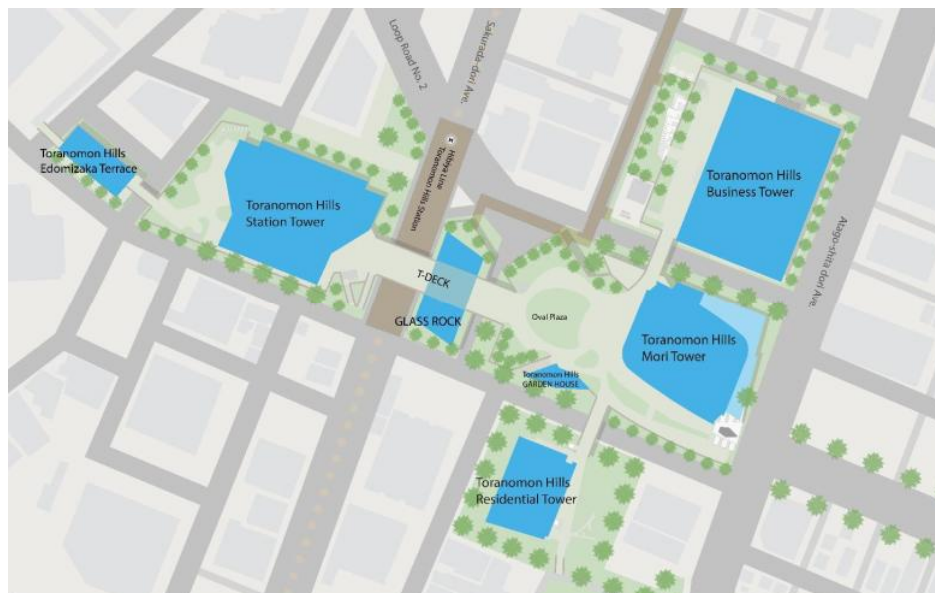 Loop Road No. 2
Sakurada-dori Ave.
Hibiya Line
Toranomon Hills Station
Toranomon Hills
Edomizaka Terrace
Toranomon Hills
Station Tower
Toranomon Hills
Business Tower
Atago-shita dori Ave.
T-DECK
GLASS ROCK
Oval Plaza
Toranomon Hills
Mori Tower
Toranomon Hills
GARDEN HOUSE
Toranomon Hills
Residential Tower